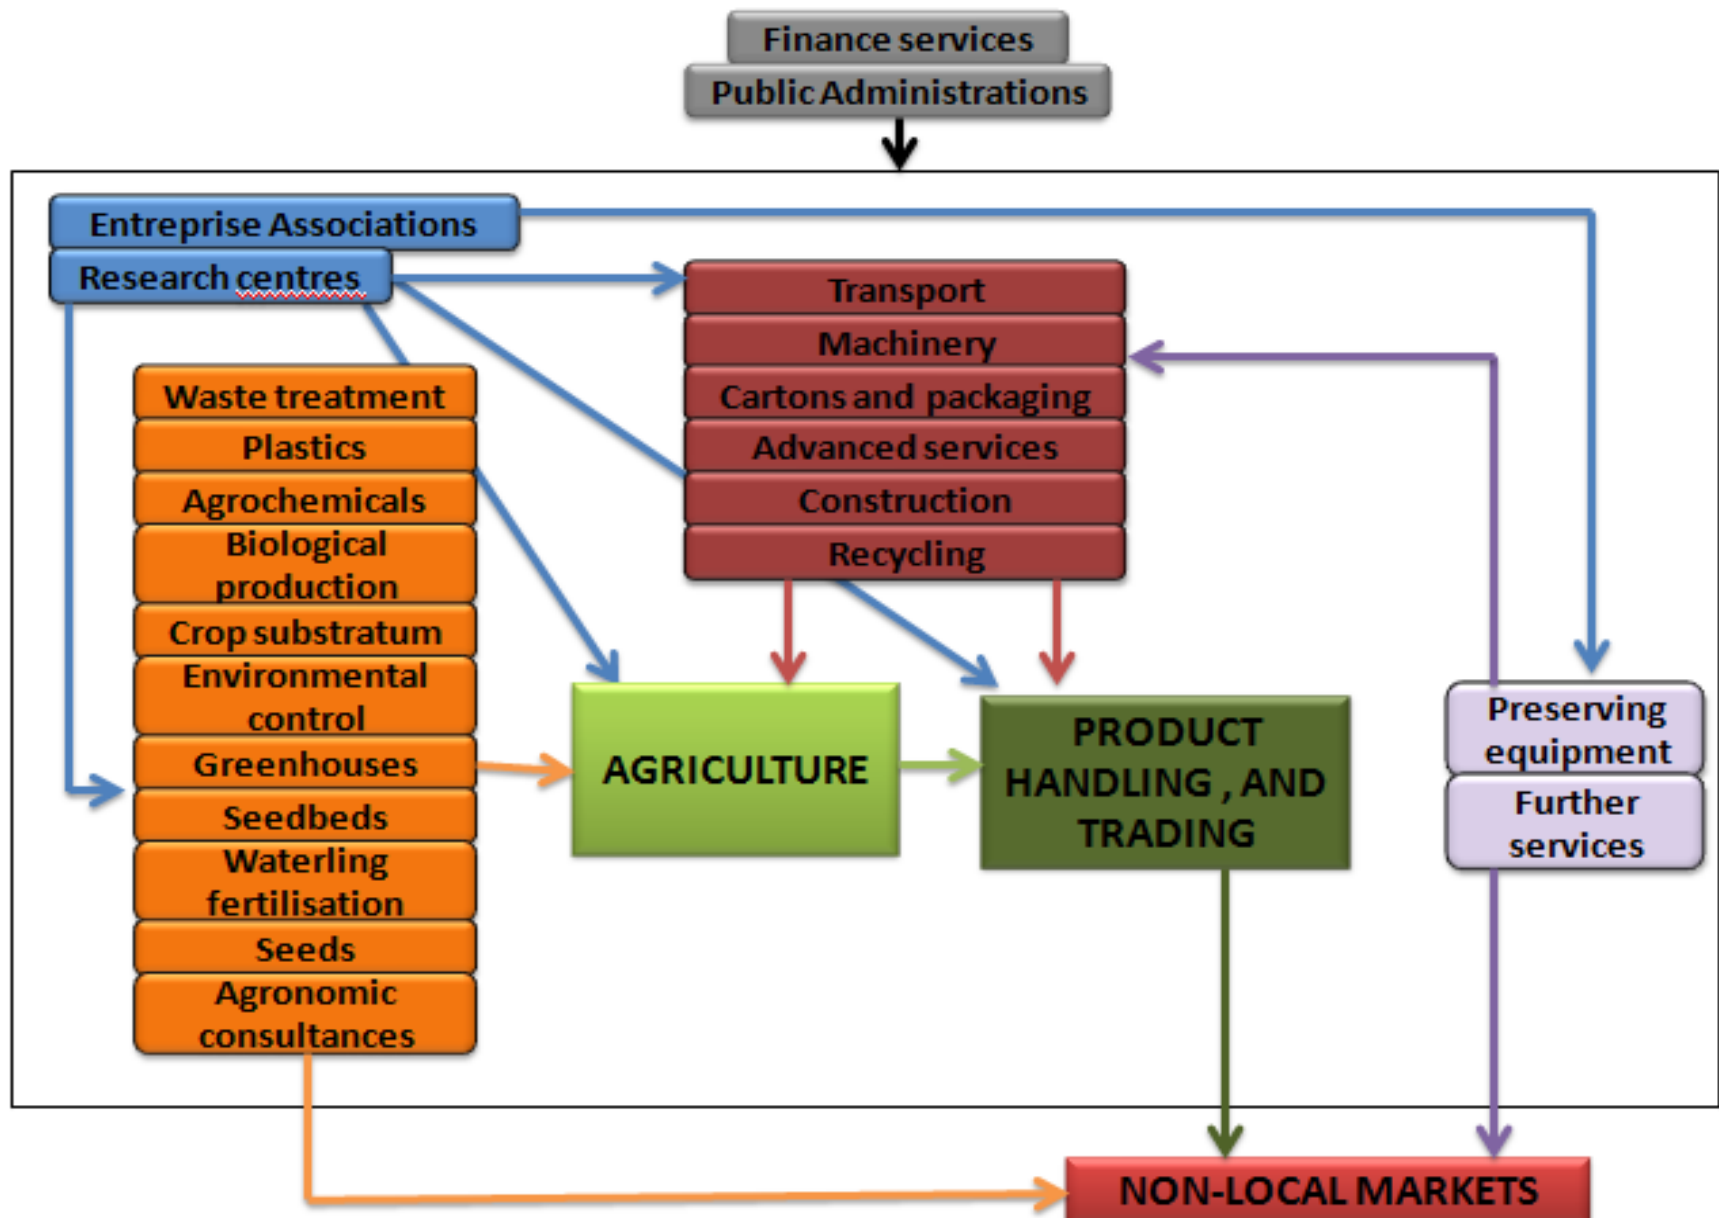 Finance services
Public Administrations
Entreprise Associations
Research centres
Transport
Machinery
Cartons and packaging
Advanced services
Construction
Recycling
Waste treatment
Plastics
Agrochemicals
Biological
production
Crop substratum
Environmental
control
Greenhouses
Seedbeds
Waterling
fertilisation
Seeds
Agronomic
consultances
AGRICULTURE
PRODUCT
HANDLING , AND
TRADING
Preserving
equipment
Further
services
NON-LOCAL MARKETS